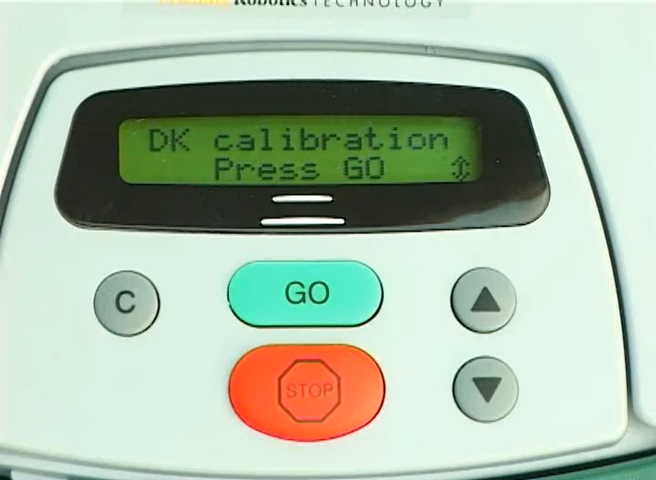 Robotics TECHNOLOGY
DK calibration
Press GO
C
GO
STOP